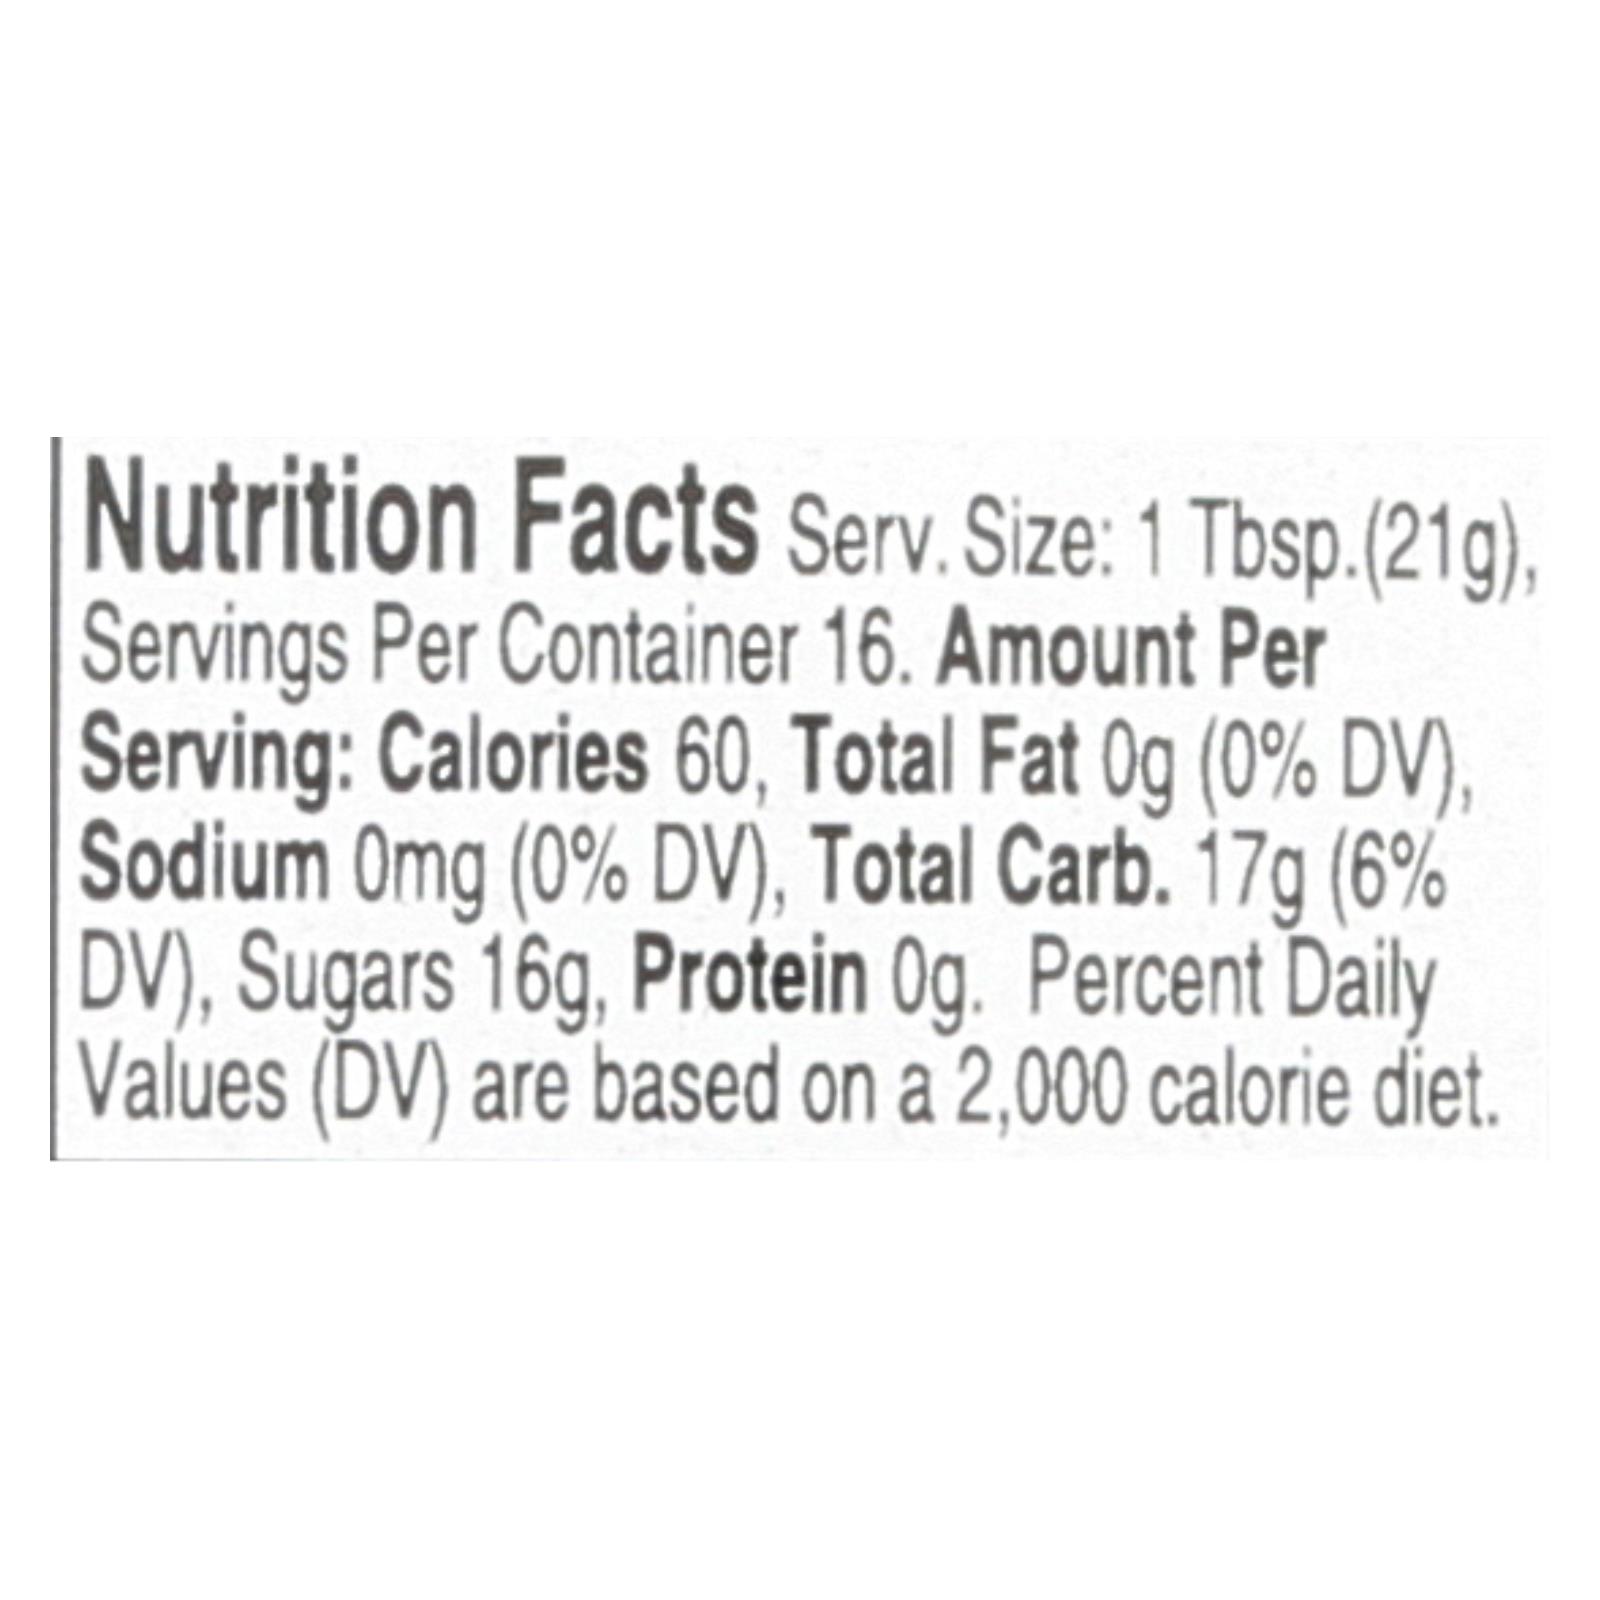 Nutrition Facts Serv. Size: 1 Tbsp.(21g),
Servings Per Container 16. Amount Per
Serving: Calories 60, Total Fat 0g (0% DV),
Sodium 0mg (0% DV), Total Carb. 17g (6%
DV), Sugars 16g, Protein 0g. Percent Daily
Values (DV) are based on a 2,000 calorie diet.